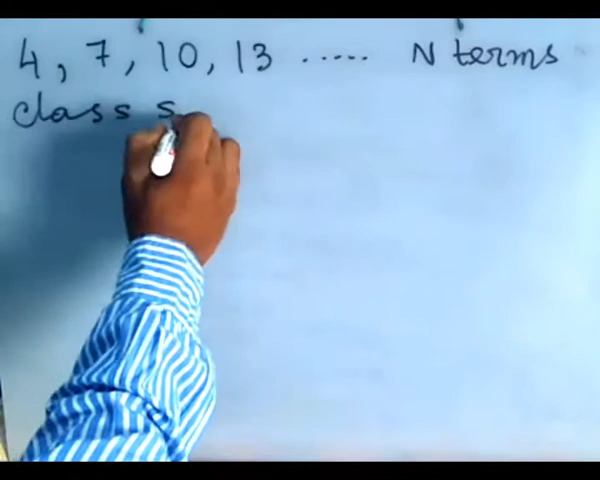 4, 7, 10, 13 ...... N terms
class s